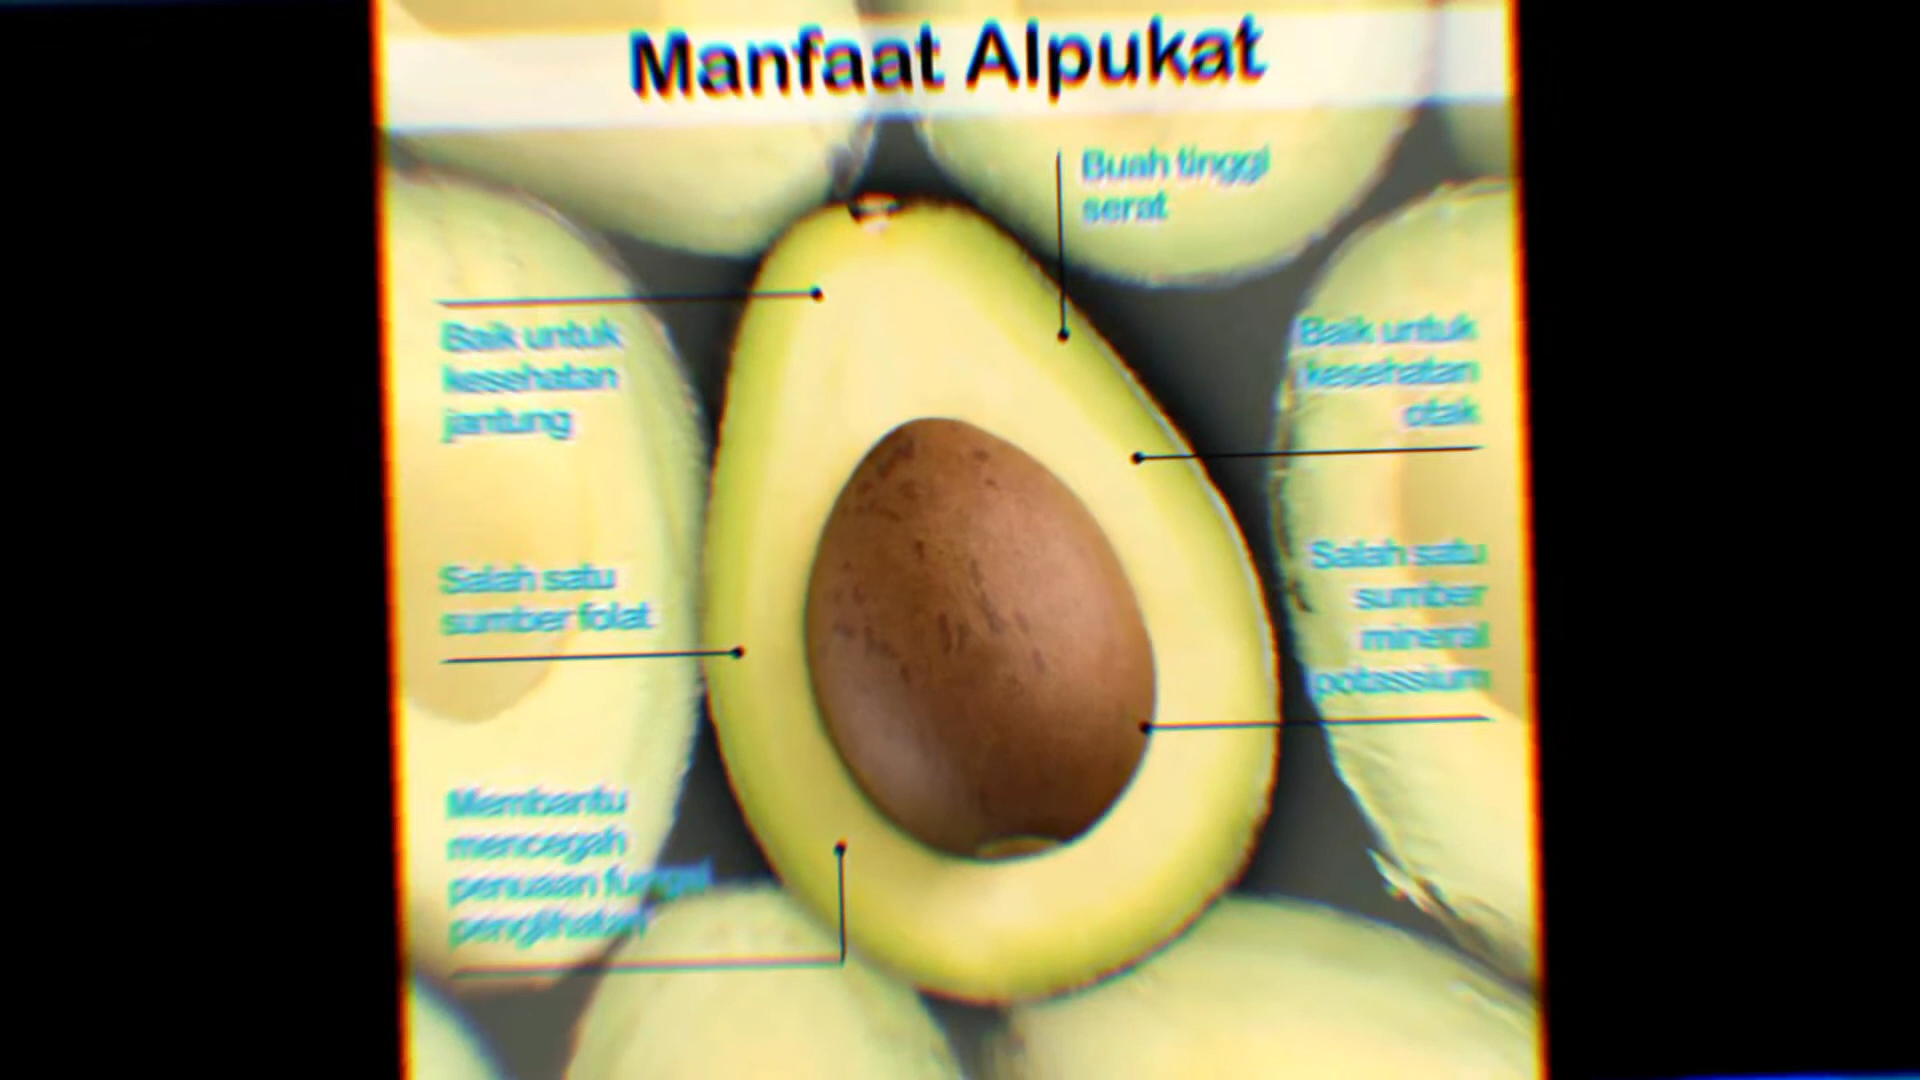 Manfaat Alpukat
Buah tinggi
serat
Baik untuk
kesehatan
jantung
Baik untuk
kesehatan
otak
Salah satu
sumber folat
Salah satu
sumber
mineral
potassium
Membantu
mencegah
penuaan fungsi
penglihatan